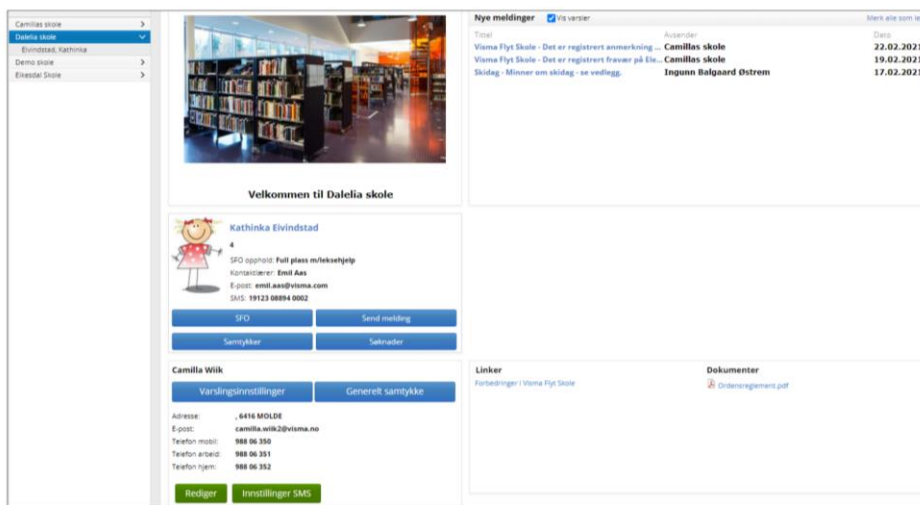 Camillas skole
Dalelia skole
Eivindstad, Kathinka
Demo skole
Eikesdal Skole
Velkommen til Dalelia skole
Nye meldinger Vis varsler Merk alle som le
Tittel Avsender Dato
Visma Flyt Skole - Det er registrert anmerkning ... Camillas skole 22.02.2021
Visma Flyt Skole - Det er registrert fravær på Ele... Camillas skole 19.02.2021
Skidag - Minner om skidag - se vedlegg. Ingunn Balgaard Østrem 17.02.2021
Kathinka Eivindstad
4
SFO opphold: Full plass m/leksehjelp
Kontaktlærer: Emil Aas
E-post: emil.aas@visma.com
SMS: 19123 08894 0002
SFO Send melding
Samtykker Søknader
Camilla Wiik
Varslingsinnstillinger Generelt samtykke
Adresse: , 6416 MOLDE
E-post: camilla.wiik2@visma.no
Telefon mobil: 988 06 350
Telefon arbeid: 988 06 351
Telefon hjem: 988 06 352
Rediger Innstillinger SMS
Linker Dokumenter
Forbedringer i Visma Flyt Skole Ordensreglement.pdf